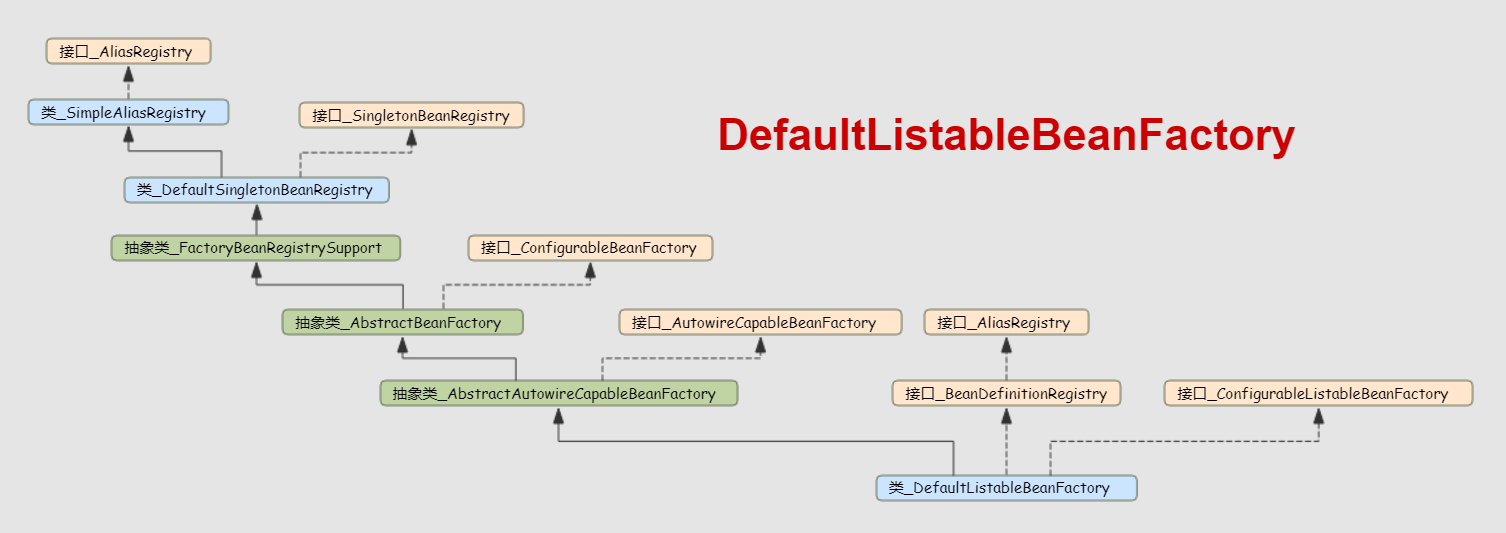 接口_AliasRegistry
类_SimpleAliasRegistry
接口_SingletonBeanRegistry
DefaultListableBeanFactory
类_DefaultSingletonBeanRegistry
抽象类_FactoryBeanRegistrySupport
接口_ConfigurableBeanFactory
抽象类_AbstractBeanFactory
接口_AutowireCapableBeanFactory
接口_AliasRegistry
抽象类_AbstractAutowireCapableBeanFactory
接口_BeanDefinitionRegistry
接口_ConfigurableListableBeanFactory
类_DefaultListableBeanFactory